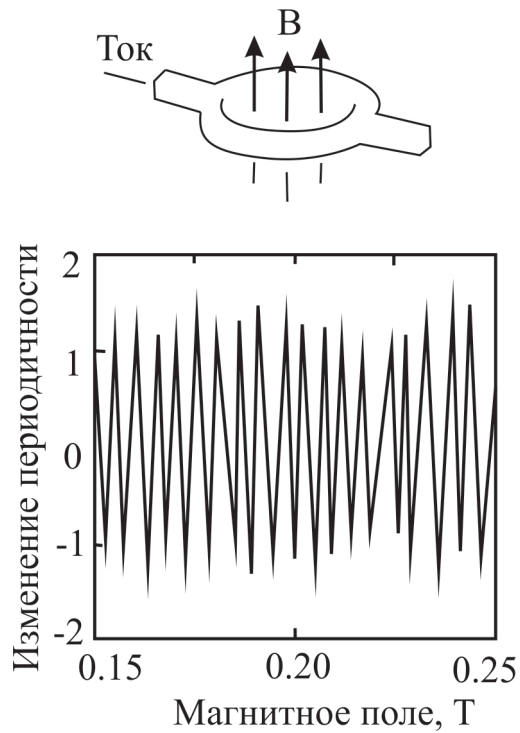 B
Ток
Изменение периодичности
2
1
0
-1
-2
0.15
0.20
0.25
Магнитное поле, Т